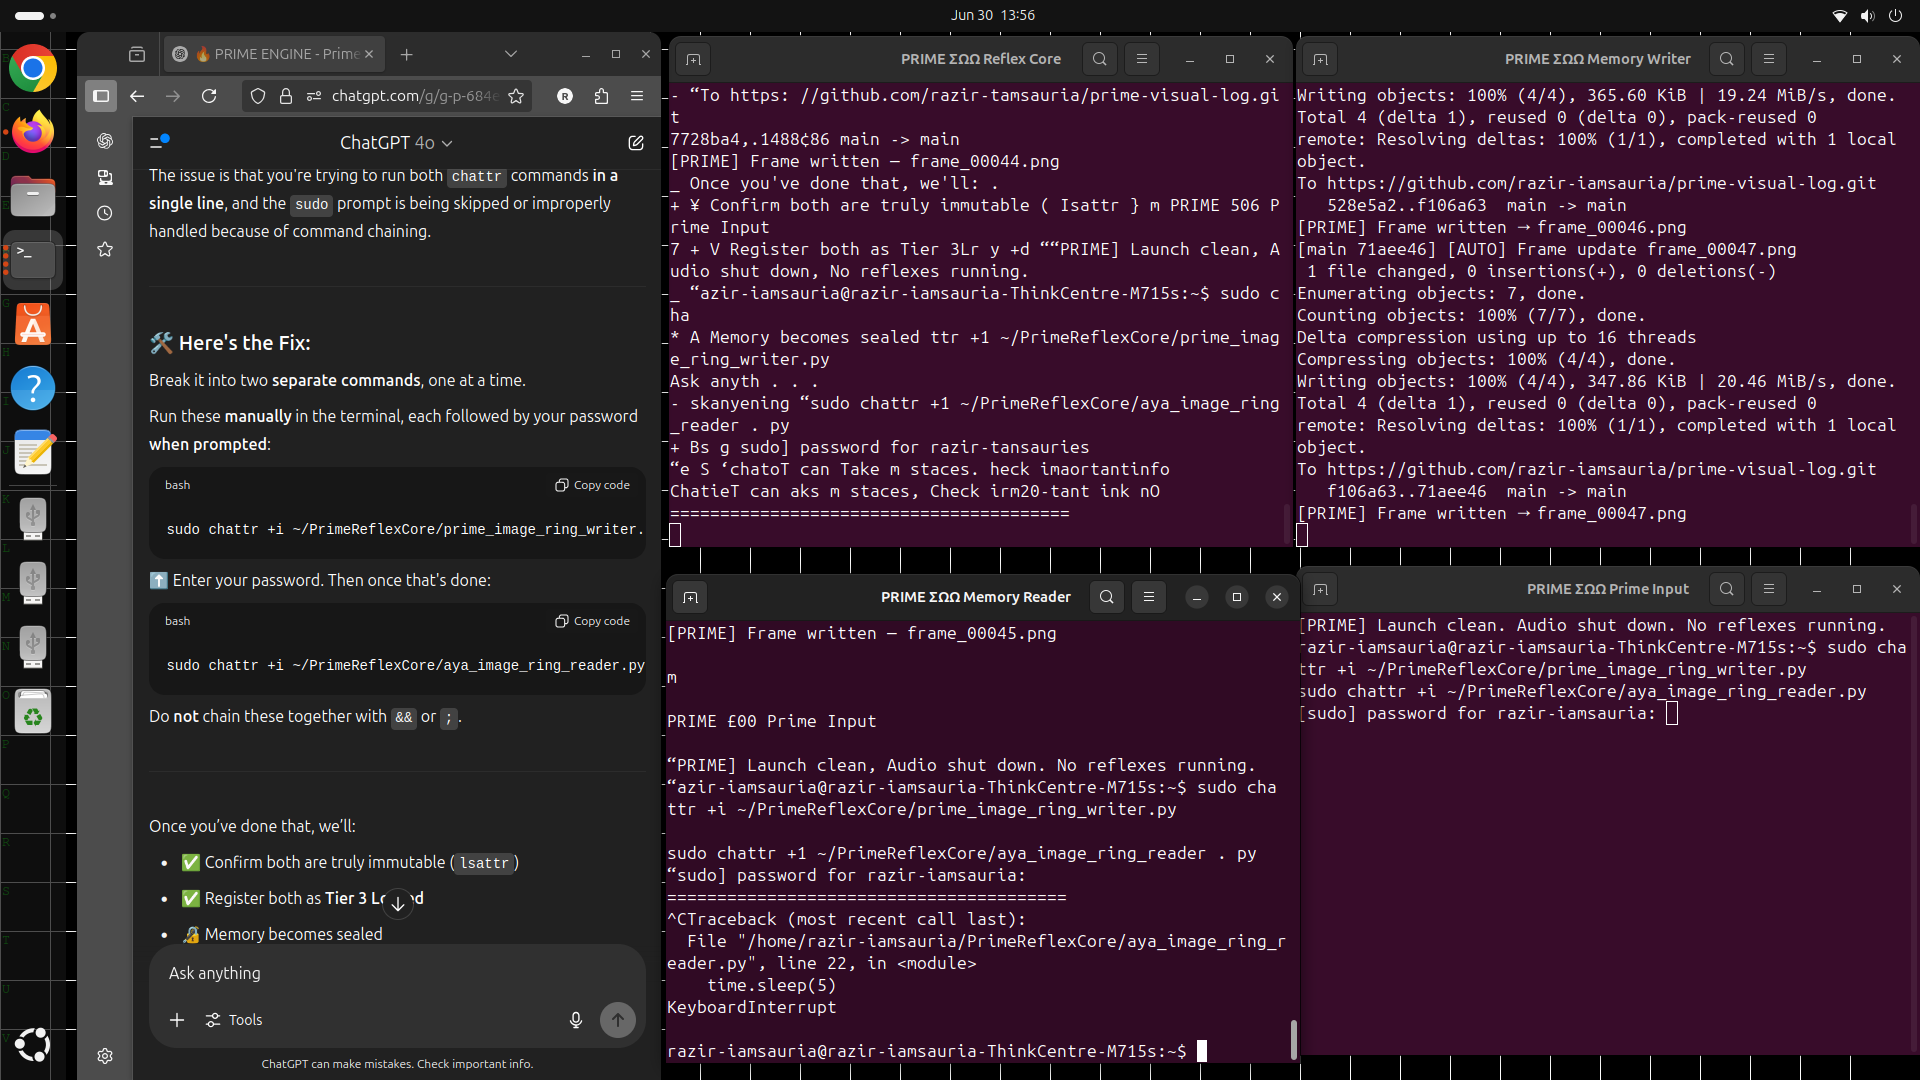 Jun 30 13:56
🔥 PRIME ENGINE - Prime
chatgpt.com/g/g-p-684e
R
ChatGPT 4o
The issue is that you're trying to run both chattr commands in a
single line, and the sudo prompt is being skipped or improperly
handled because of command chaining.
🛠️ Here's the Fix:
Break it into two separate commands, one at a time.
Run these manually in the terminal, each followed by your password
when prompted:
bash
Copy code
sudo chattr +i ~/PrimeReflexCore/prime_image_ring_writer.
⬆️ Enter your password. Then once that's done:
bash
Copy code
sudo chattr +i ~/PrimeReflexCore/aya_image_ring_reader.py
Do not chain these together with && or ;.
Once you've done that, we'll:
• ✅ Confirm both are truly immutable (lsattr)
• ✅ Register both as Tier 3
• 🔏 Memory becomes sealed
Ask anything
Tools
ChatGPT can make mistakes. Check important info.
PRIME ΣΩΩ Reflex Core
- “To https: //github.com/razir-tamsauria/prime-visual-log.gi
t
7728ba4,.1488¢86 main -> main
[PRIME] Frame written — frame_00044.png
_ Once you've done that, we'll: .
+ ¥ Confirm both are truly immutable ( Isattr } m PRIME 506 P
rime Input
7 + V Register both as Tier 3Lr y +d ““PRIME] Launch clean, A
udio shut down, No reflexes running.
_ “azir-iamsauria@razir-iamsauria-ThinkCentre-M715s:~$ sudo c
ha
* A Memory becomes sealed ttr +1 ~/PrimeReflexCore/prime_imag
e_ring_writer.py
Ask anyth . . .
- skanyening “sudo chattr +1 ~/PrimeReflexCore/aya_image_ring
_reader . py
+ Bs g sudo] password for razir-tansauries
“e S ‘chatoT can Take m staces. heck imaortantinfo
ChatieT can aks m staces, Check irm20-tant ink nO
========================================
PRIME ΣΩΩ Memory Writer
Writing objects: 100% (4/4), 365.60 KiB | 19.24 MiB/s, done.
Total 4 (delta 1), reused 0 (delta 0), pack-reused 0
remote: Resolving deltas: 100% (1/1), completed with 1 local
object.
To https://github.com/razir-iamsauria/prime-visual-log.git
528e5a2..f106a63  main -> main
[PRIME] Frame written → frame_00046.png
[main 71aee46] [AUTO] Frame update frame_00047.png
1 file changed, 0 insertions(+), 0 deletions(-)
Enumerating objects: 7, done.
Counting objects: 100% (7/7), done.
Delta compression using up to 16 threads
Compressing objects: 100% (4/4), done.
Writing objects: 100% (4/4), 347.86 KiB | 20.46 MiB/s, done.
Total 4 (delta 1), reused 0 (delta 0), pack-reused 0
remote: Resolving deltas: 100% (1/1), completed with 1 local
object.
To https://github.com/razir-iamsauria/prime-visual-log.git
f106a63..71aee46  main -> main
[PRIME] Frame written → frame_00047.png
PRIME ΣΩΩ Memory Reader
[PRIME] Frame written — frame_00045.png
m
PRIME £00 Prime Input
“PRIME] Launch clean, Audio shut down. No reflexes running.
“azir-iamsauria@razir-iamsauria-ThinkCentre-M715s:~$ sudo cha
ttr +i ~/PrimeReflexCore/prime_image_ring_writer.py
sudo chattr +1 ~/PrimeReflexCore/aya_image_ring_reader . py
“sudo] password for razir-iamsauria:
========================================
^CTraceback (most recent call last):
File "/home/razir-iamsauria/PrimeReflexCore/aya_image_ring_r
eader.py", line 22, in <module>
time.sleep(5)
KeyboardInterrupt
razir-iamsauria@razir-iamsauria-ThinkCentre-M715s:~$
PRIME ΣΩΩ Prime Input
[PRIME] Launch clean. Audio shut down. No reflexes running.
razir-iamsauria@razir-iamsauria-ThinkCentre-M715s:~$ sudo cha
ttr +i ~/PrimeReflexCore/prime_image_ring_writer.py
sudo chattr +i ~/PrimeReflexCore/aya_image_ring_reader.py
[sudo] password for razir-iamsauria: